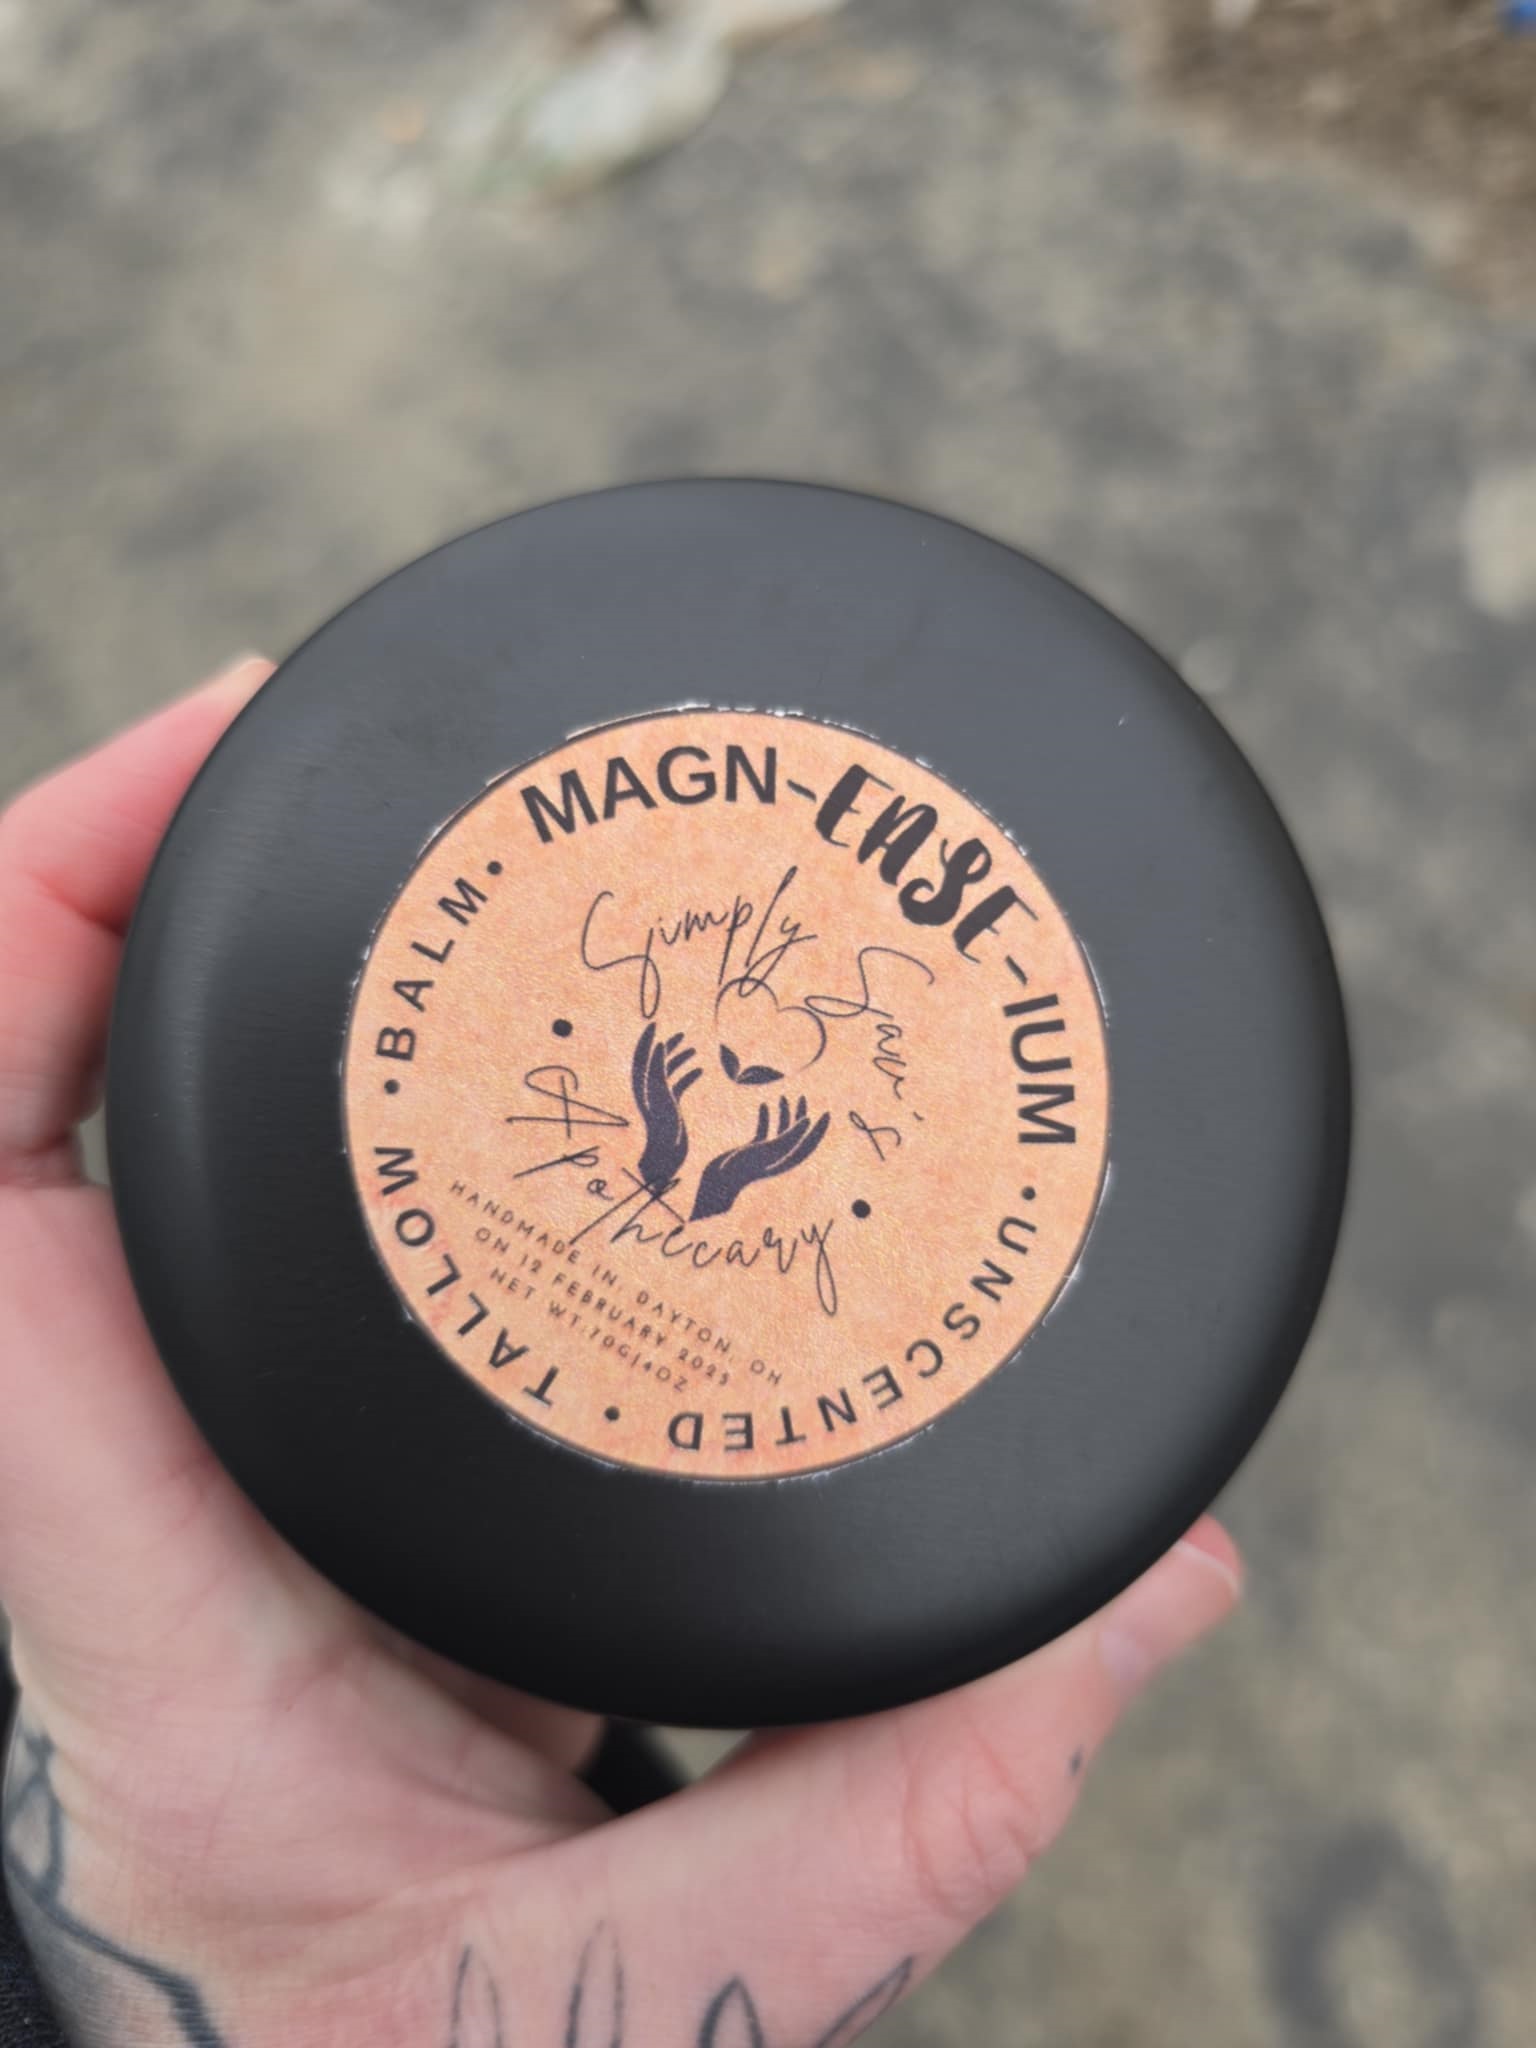 MAGN-EASE-IUM
• UNSCENTED •
TALLOW • BALM •
Simply Sav's
• Apothecary •
HANDMADE IN, DAYTON, OH
ON 12 FEBRUARY 2025
NET WT:70G|4OZ